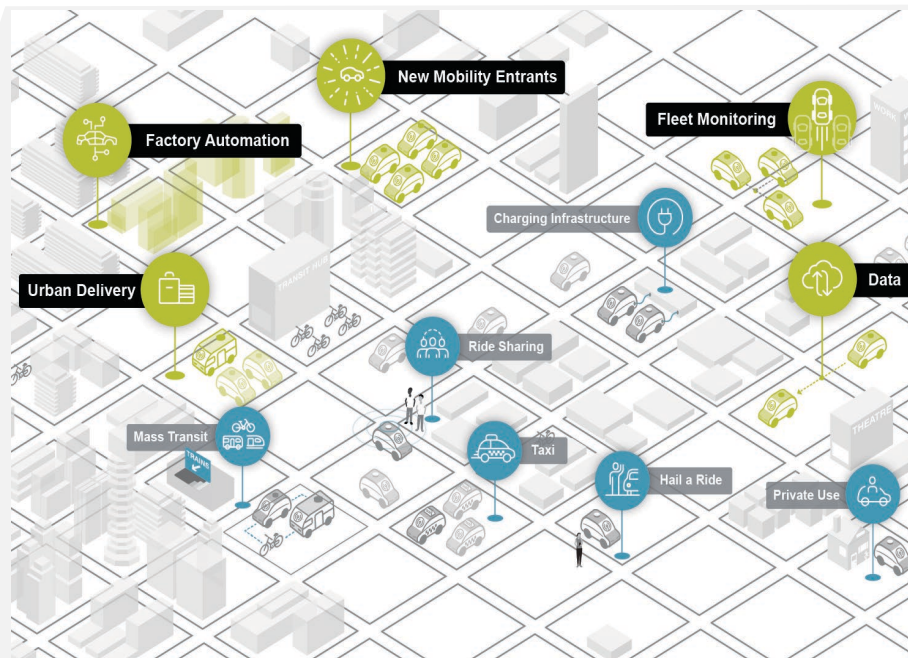 New Mobility Entrants
Fleet Monitoring
WORK
Factory Automation
Charging Infrastructure
TRANSIT HUB
Urban Delivery
Data
Ride Sharing
THEATRE
Mass Transit
Taxi
TRAINS
Hail a Ride
Private Use